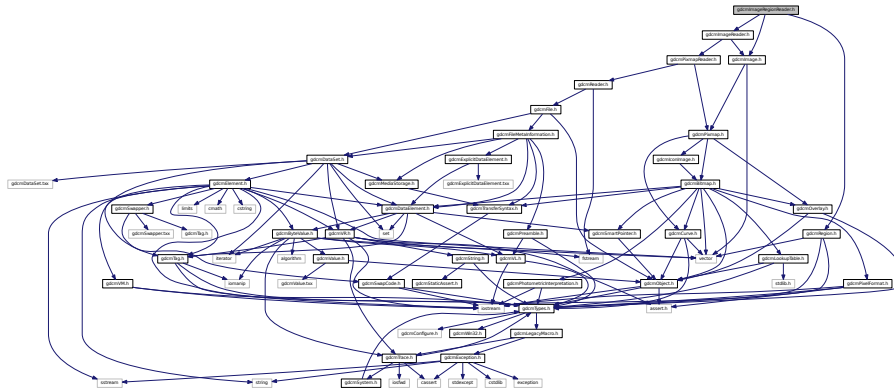 gdcmImageRegionReader.h
gdcmImageReader.h
gdcmPixmapReader.h
gdcmImage.h
gdcmReader.h
gdcmFile.h
gdcmFileMetaInformation.h
gdcmPixmap.h
gdcmDataSet.h
gdcmExplicitDataElement.h
gdcmIconImage.h
gdcmDataSet.txx
gdcmElement.h
gdcmMediaStorage.h
gdcmExplicitDataElement.txx
gdcmBitmap.h
gdcmSwapper.h
limits
cmath
cstring
gdcmDataElement.h
gdcmTransferSyntax.h
gdcmOverlay.h
gdcmSwapper.txx
gdcmTag.h
gdcmByteValue.h
gdcmVR.h
set
gdcmPreamble.h
gdcmSmartPointer.h
gdcmCurve.h
gdcmRegion.h
gdcmTag.h
iterator
algorithm
gdcmValue.h
gdcmString.h
gdcmVL.h
fstream
vector
gdcmLookupTable.h
gdcmVM.h
iomanip
gdcmValue.txx
gdcmSwapCode.h
gdcmStaticAssert.h
gdcmPhotometricInterpretation.h
gdcmObject.h
stdlib.h
gdcmPixelFormat.h
iostream
gdcmTypes.h
assert.h
gdcmConfigure.h
gdcmWin32.h
gdcmLegacyMacro.h
gdcmTrace.h
gdcmException.h
sstream
string
gdcmSystem.h
iosfwd
cassert
stdexcept
cstdlib
exception